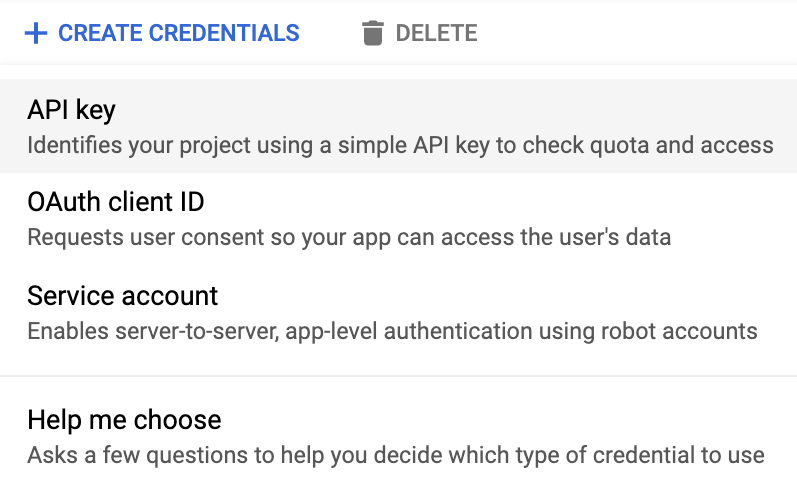 + CREATE CREDENTIALS DELETE
API key
Identifies your project using a simple API key to check quota and access
OAuth client ID
Requests user consent so your app can access the user's data
Service account
Enables server-to-server, app-level authentication using robot accounts
Help me choose
Asks a few questions to help you decide which type of credential to use